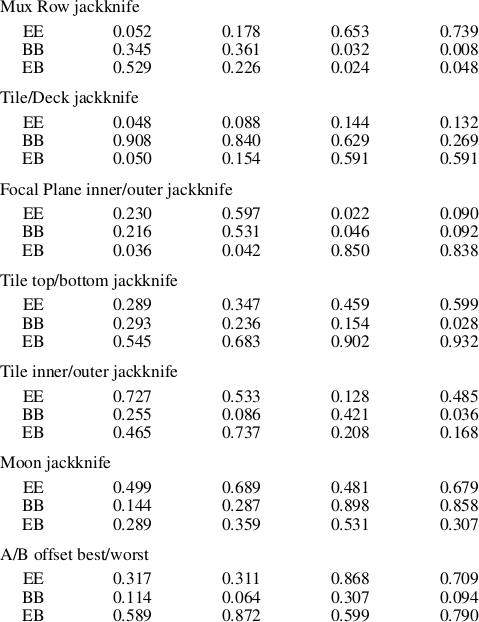 Mux Row jackknife
EE 0.052 0.178 0.653 0.739
BB 0.345 0.361 0.032 0.008
EB 0.529 0.226 0.024 0.048
Tile/Deck jackknife
EE 0.048 0.088 0.144 0.132
BB 0.908 0.840 0.629 0.269
EB 0.050 0.154 0.591 0.591
Focal Plane inner/outer jackknife
EE 0.230 0.597 0.022 0.090
BB 0.216 0.531 0.046 0.092
EB 0.036 0.042 0.850 0.838
Tile top/bottom jackknife
EE 0.289 0.347 0.459 0.599
BB 0.293 0.236 0.154 0.028
EB 0.545 0.683 0.902 0.932
Tile inner/outer jackknife
EE 0.727 0.533 0.128 0.485
BB 0.255 0.086 0.421 0.036
EB 0.465 0.737 0.208 0.168
Moon jackknife
EE 0.499 0.689 0.481 0.679
BB 0.144 0.287 0.898 0.858
EB 0.289 0.359 0.531 0.307
A/B offset best/worst
EE 0.317 0.311 0.868 0.709
BB 0.114 0.064 0.307 0.094
EB 0.589 0.872 0.599 0.790